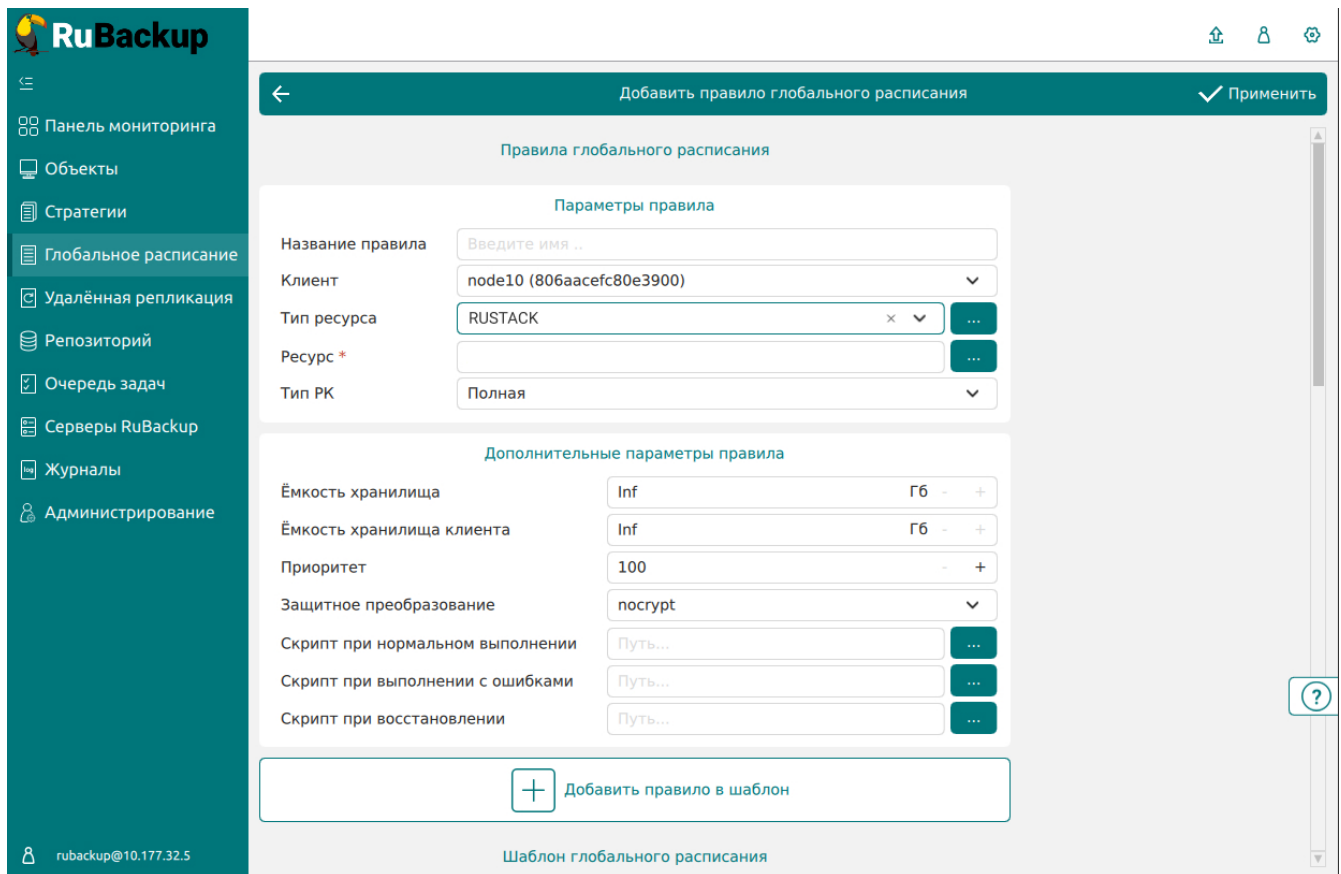 RuBackup
Панель мониторинга
Объекты
Стратегии
Глобальное расписание
Удалённая репликация
Репозиторий
Очередь задач
Серверы RuBackup
log Журналы
Администрирование
rubackup@10.177.32.5
Добавить правило глобального расписания
Применить
Правила глобального расписания
Параметры правила
Название правила Введите имя ..
Клиент node10 (806aacefc80e3900)
Тип ресурса RUSTACK × ...
Ресурс * ...
Тип РК Полная
Дополнительные параметры правила
Ёмкость хранилища Inf Гб - +
Ёмкость хранилища клиента Inf Гб - +
Приоритет 100 - +
Защитное преобразование nocrypt
Скрипт при нормальном выполнении Путь... ...
Скрипт при выполнении с ошибками Путь... ...
Скрипт при восстановлении Путь... ...
?
+ Добавить правило в шаблон
Шаблон глобального расписания